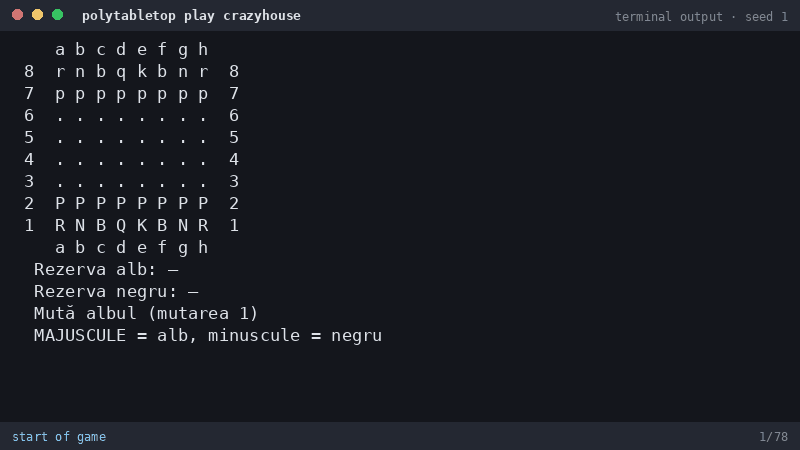 polytabletop play crazyhouse
terminal output · seed 1
a b c d e f g h
8 r n b q k b n r 8
7 p p p p p p p p 7
6 . . . . . . . . 6
5 . . . . . . . . 5
4 . . . . . . . . 4
3 . . . . . . . . 3
2 P P P P P P P P 2
1 R N B Q K B N R 1
a b c d e f g h
Rezerva alb: —
Rezerva negru: —
Mută albul (mutarea 1)
MAJUSCULE = alb, minuscule = negru
start of game
1/78